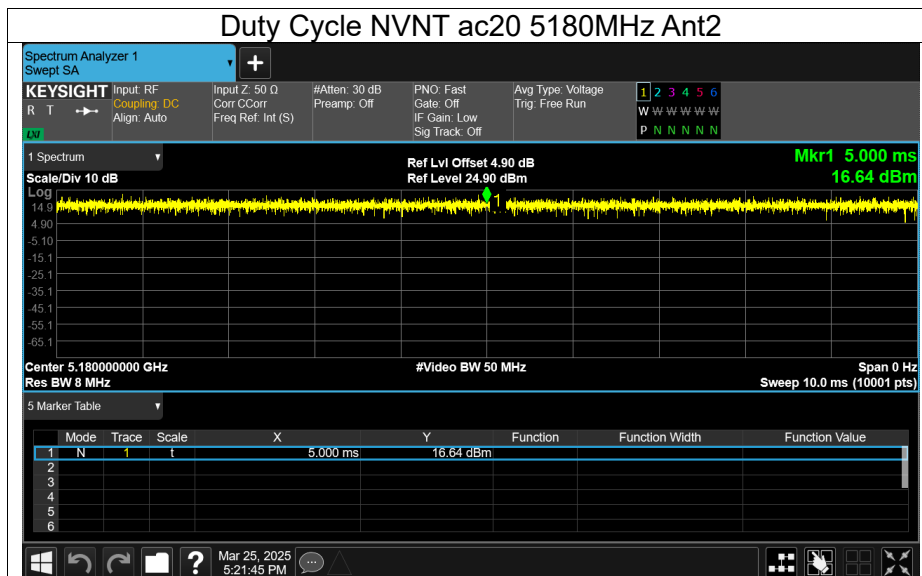 Duty Cycle NVNT ac20 5180MHz Ant2
Spectrum Analyzer 1
Swept SA
+
KEYSIGHT Input: RF Input Z: 50 Ω #Atten: 30 dB PNO: Fast Avg Type: Voltage 1 2 3 4 5 6
R T Coupling: DC Corr CCorr Preamp: Off Gate: Off Trig: Free Run W W W W W W
Align: Auto Freq Ref: Int (S) IF Gain: Low
LXI Sig Track: Off P N N N N N
1 Spectrum Ref Lvl Offset 4.90 dB Mkr1 5.000 ms
Scale/Div 10 dB Ref Level 24.90 dBm 16.64 dBm
Log
1
14.9
4.90
-5.10
-15.1
-25.1
-35.1
-45.1
-55.1
-65.1
Center 5.180000000 GHz #Video BW 50 MHz Span 0 Hz
Res BW 8 MHz Sweep 10.0 ms (10001 pts)
5 Marker Table
Mode Trace Scale X Y Function Function Width Function Value
1 N 1 t 5.000 ms 16.64 dBm
2
3
4
5
6
? Mar 25, 2025
5:21:45 PM